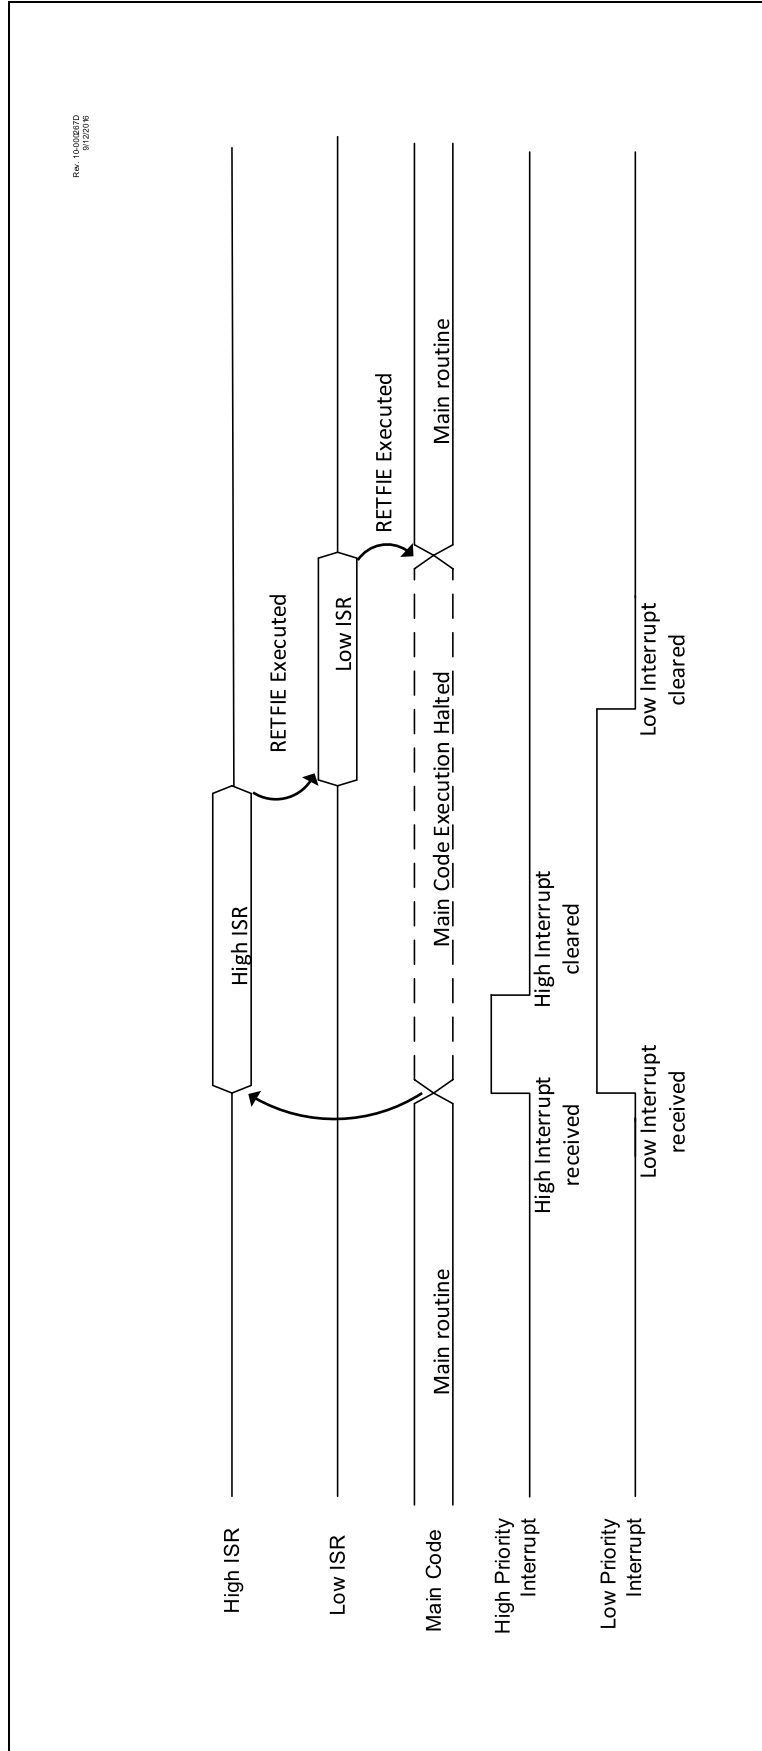 Rev. 10-000267D
9/12/2016
High ISR
High ISR
RETFIE Executed
Low ISR
Low ISR
RETFIE Executed
Main Code
Main routine
Main Code Execution Halted
Main routine
High Priority
Interrupt
High Interrupt
received
High Interrupt
cleared
Low Priority
Interrupt
Low Interrupt
received
Low Interrupt
cleared